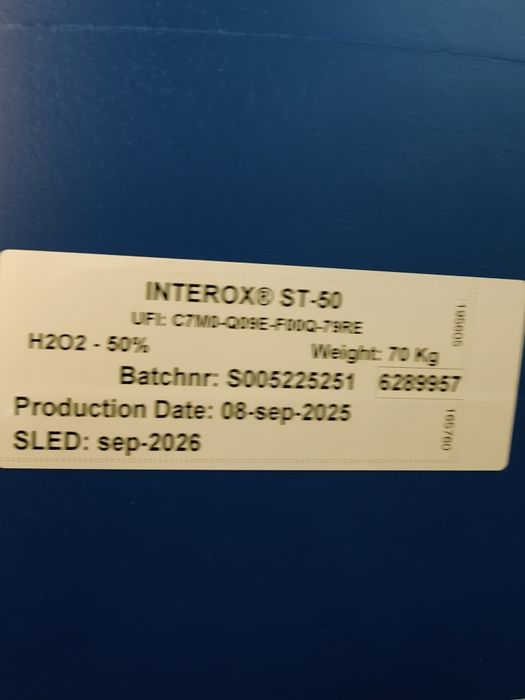 INTEROX® ST-50
UFI: C7M0-Q09E-F00Q-79RE
H2O2 - 50% Weight: 70 Kg
Batchnr: S005225251 6289957
Production Date: 08-sep-2025
SLED: sep-2026